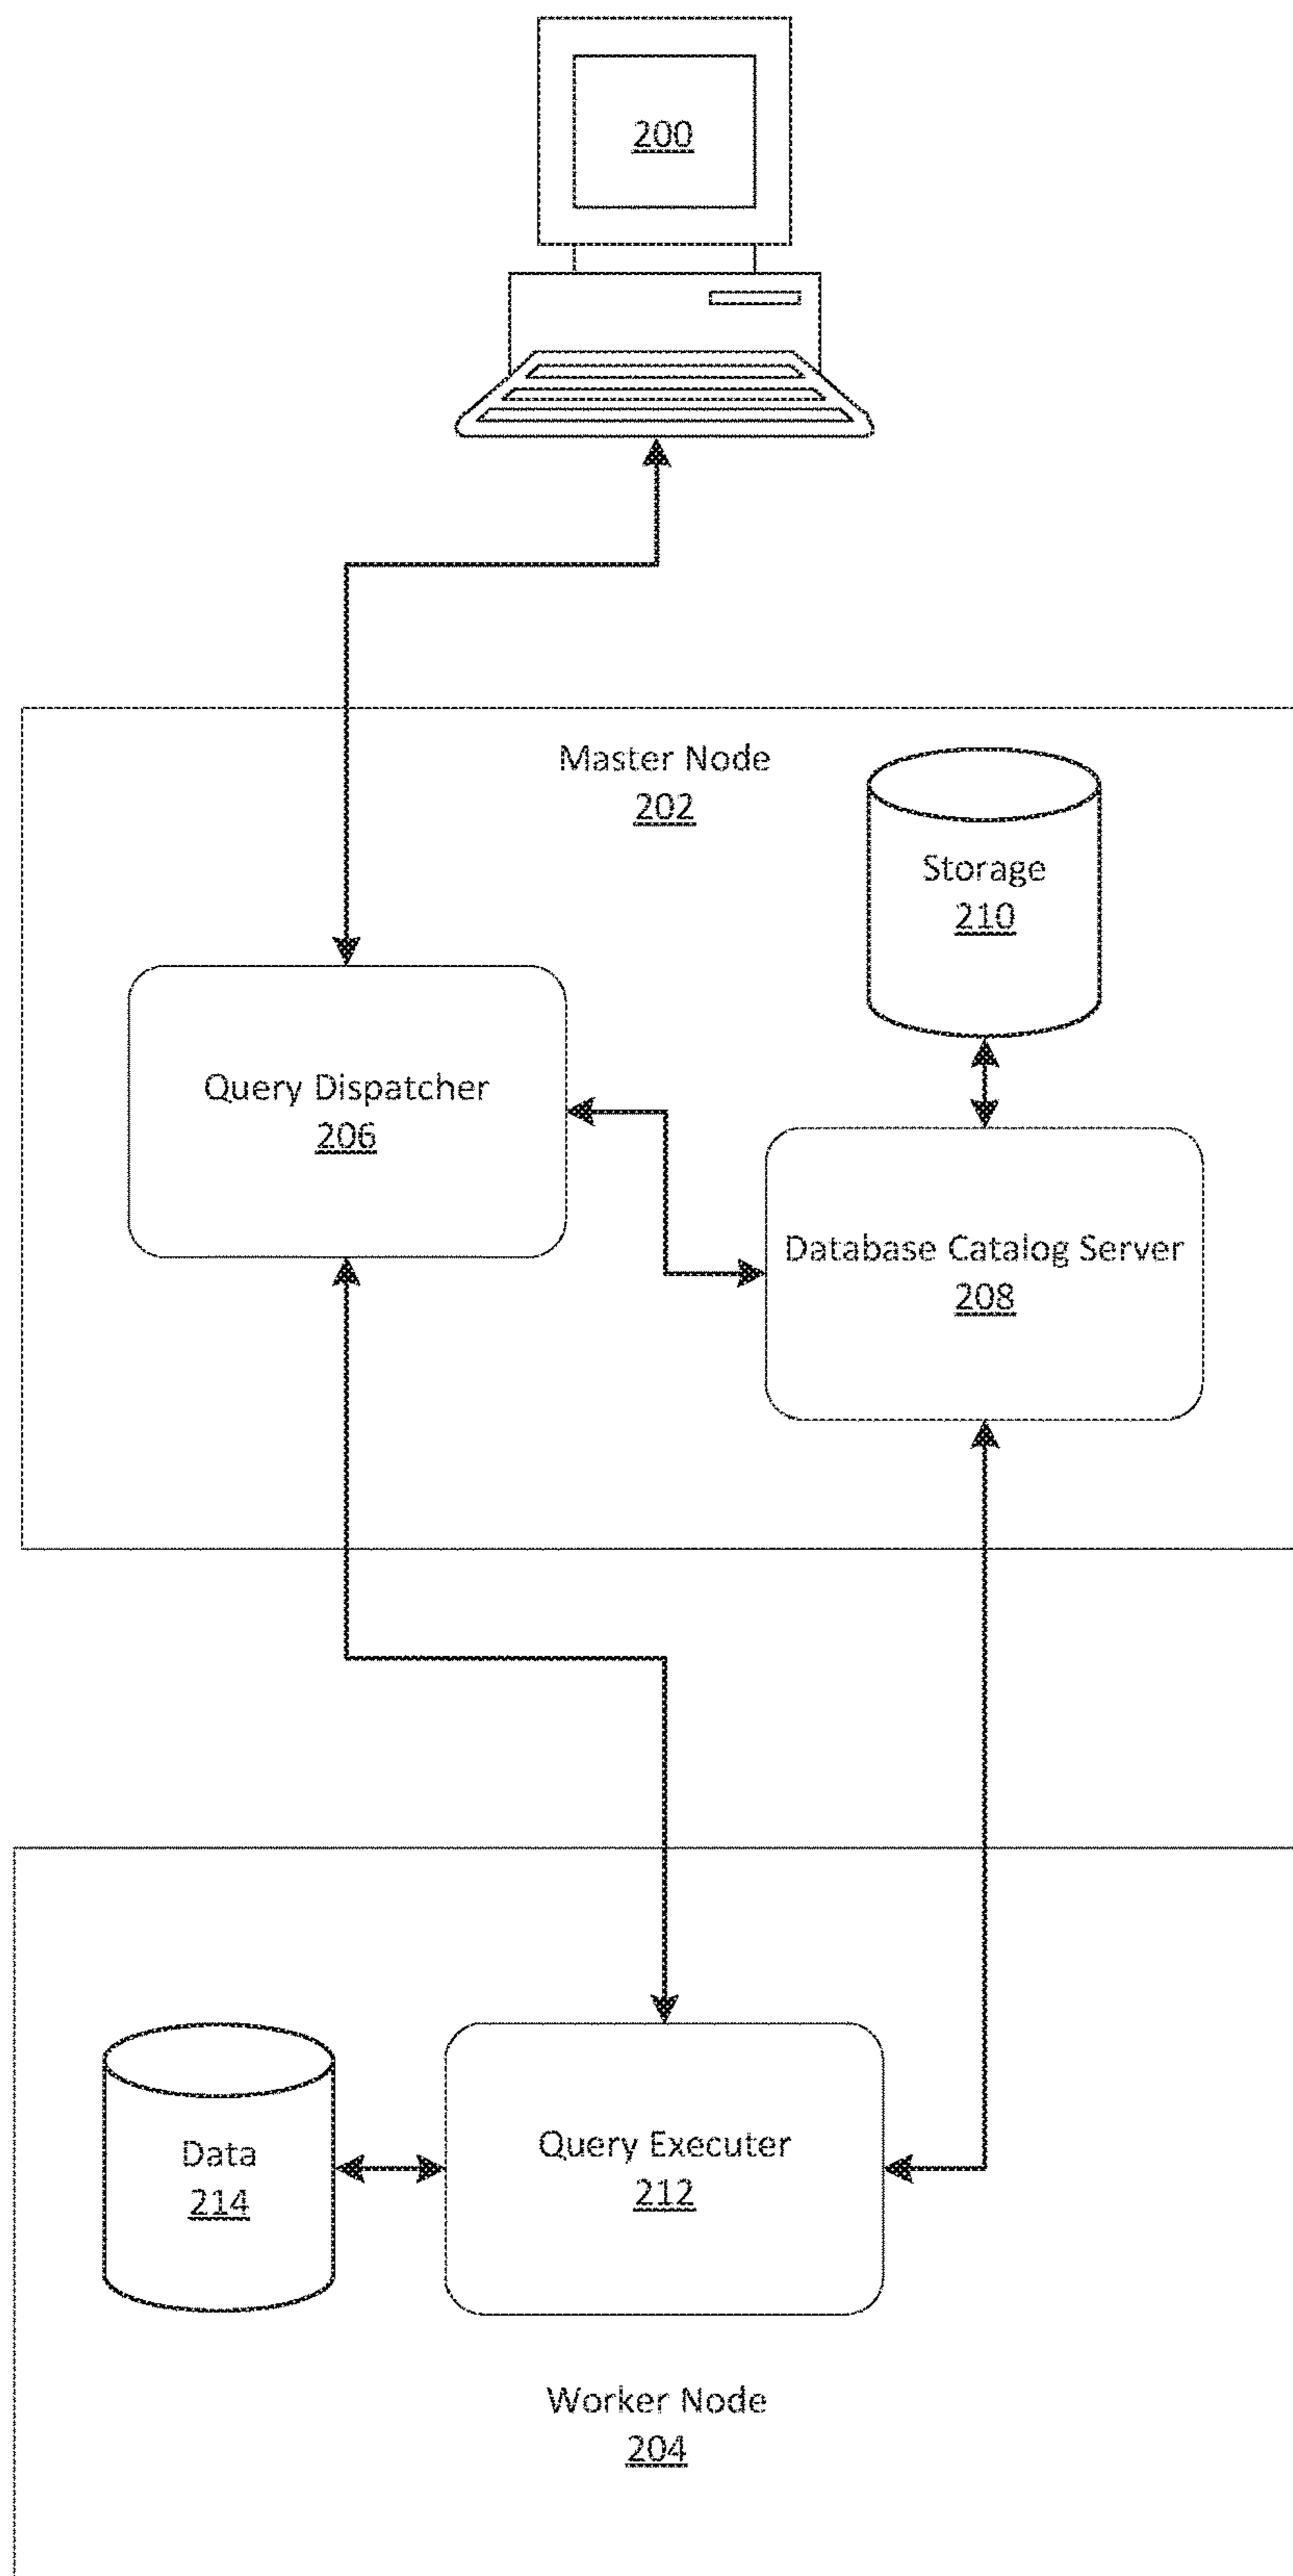 200
Master Node
202
Storage
210
Query Dispatcher
206
Database Catalog Server
208
Data
214
Query Executer
212
Worker Node
204